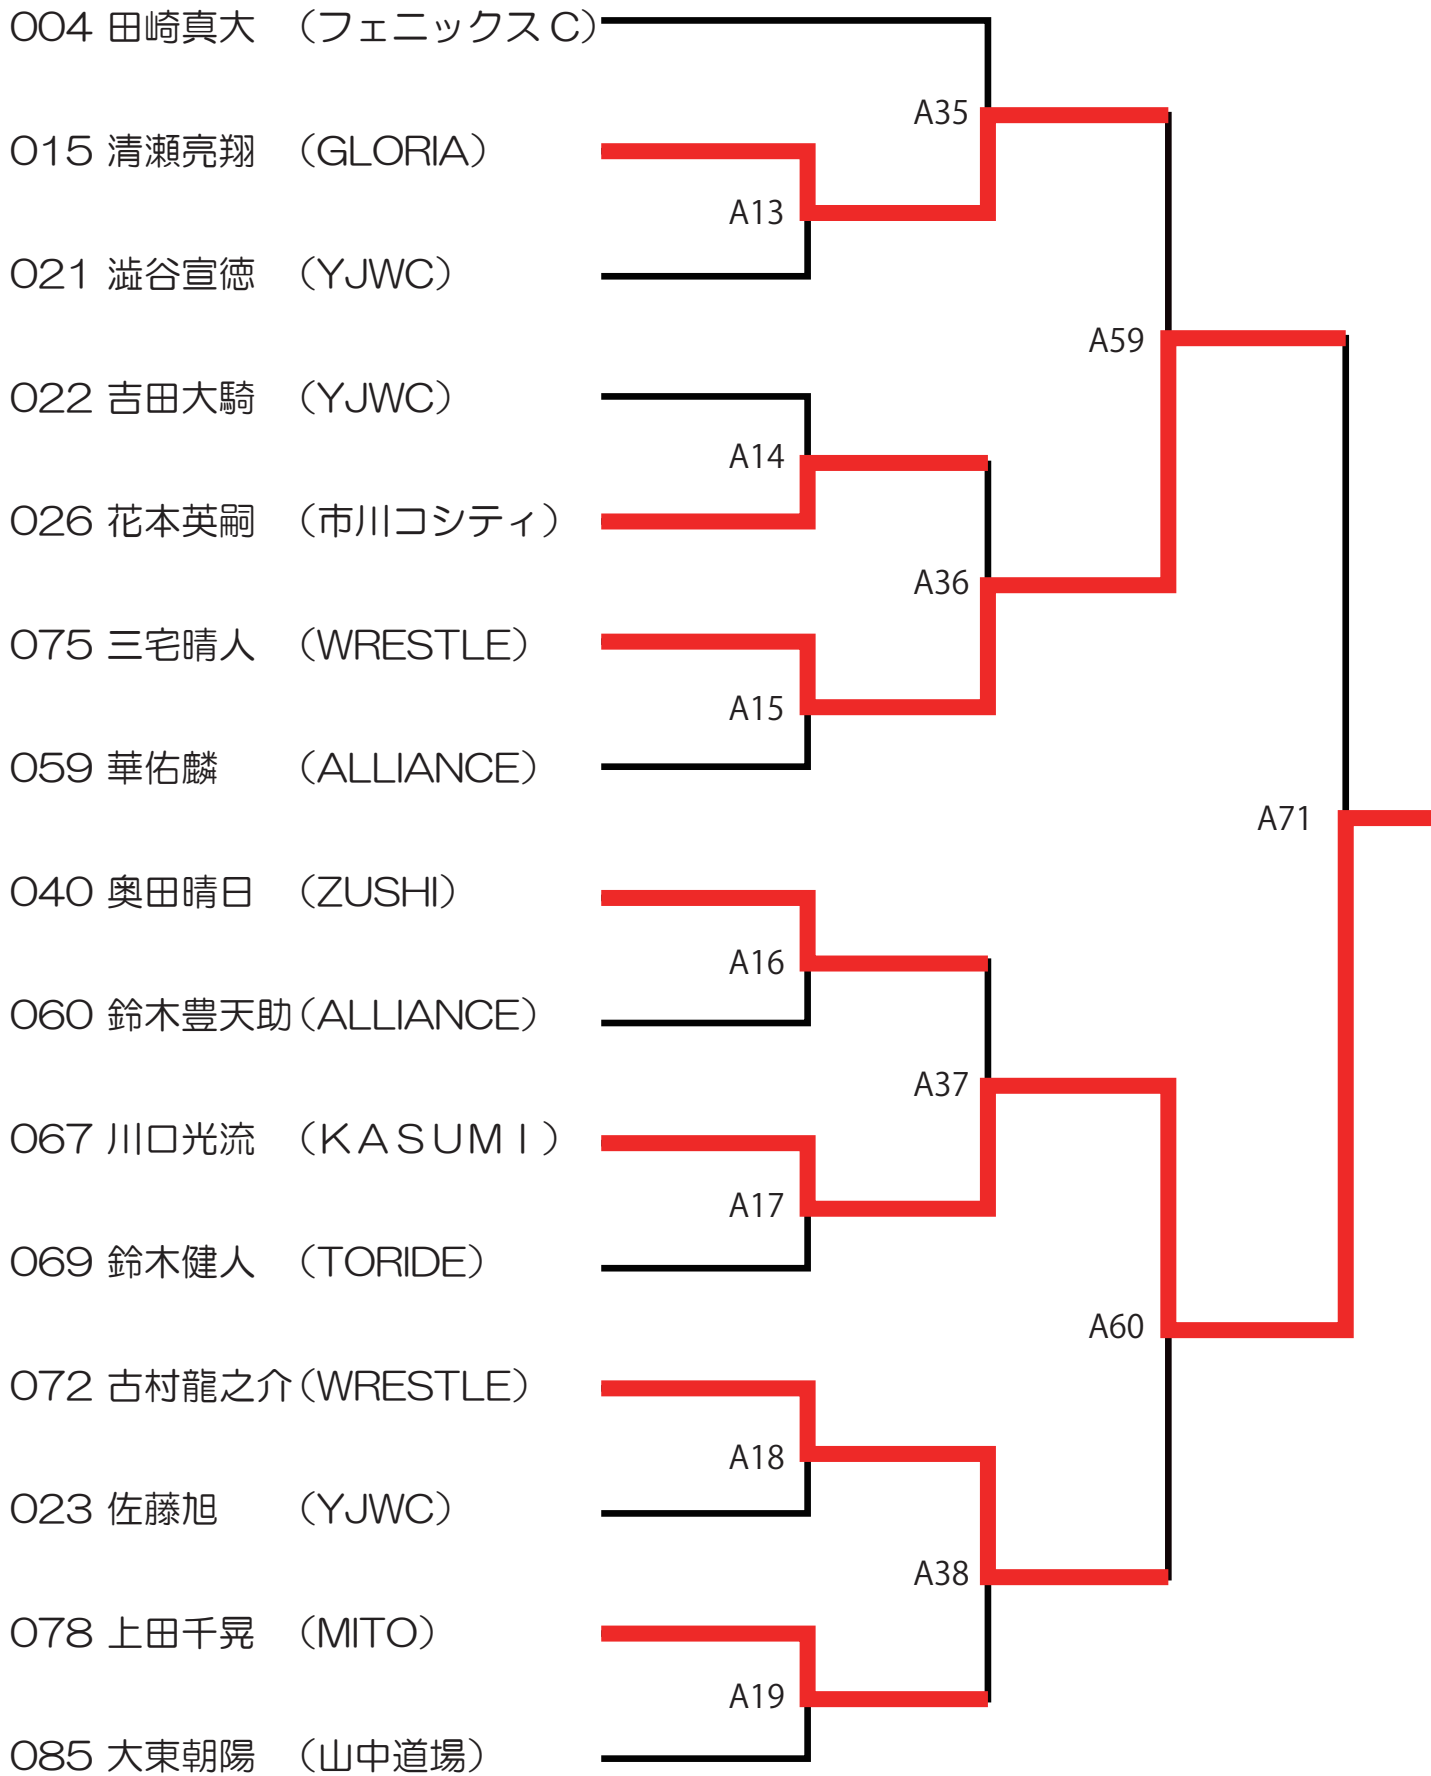 004 田崎真大 （フェニックスC）
A35
015 清瀬亮翔 （GLORIA）
A13
021 澁谷宣徳 （YJWC）
A59
022 吉田大騎 （YJWC）
A14
026 花本英嗣 （市川コシティ）
A36
075 三宅晴人 （WRESTLE）
A15
059 華佑麟 （ALLIANCE）
A71
040 奥田晴日 （ZUSHI）
A16
060 鈴木豊天助（ALLIANCE）
A37
067 川口光流 （ＫＡＳＵＭＩ）
A17
069 鈴木健人 （TORIDE）
A60
072 古村龍之介（WRESTLE）
A18
023 佐藤旭 （YJWC）
A38
078 上田千晃 （MITO）
A19
085 大東朝陽 （山中道場）